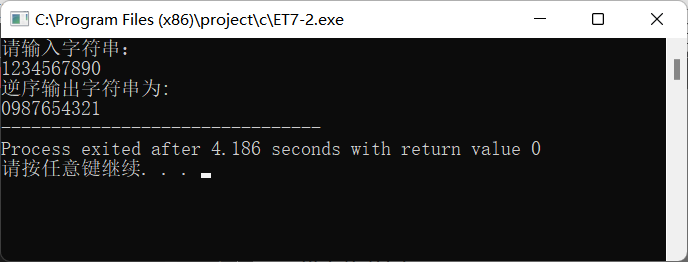 C:\Program Files (x86)\project\c\ET7-2.exe
请输入字符串：
1234567890
逆序输出字符串为:
0987654321
--------------------------------
Process exited after 4.186 seconds with return value 0
请按任意键继续. . .